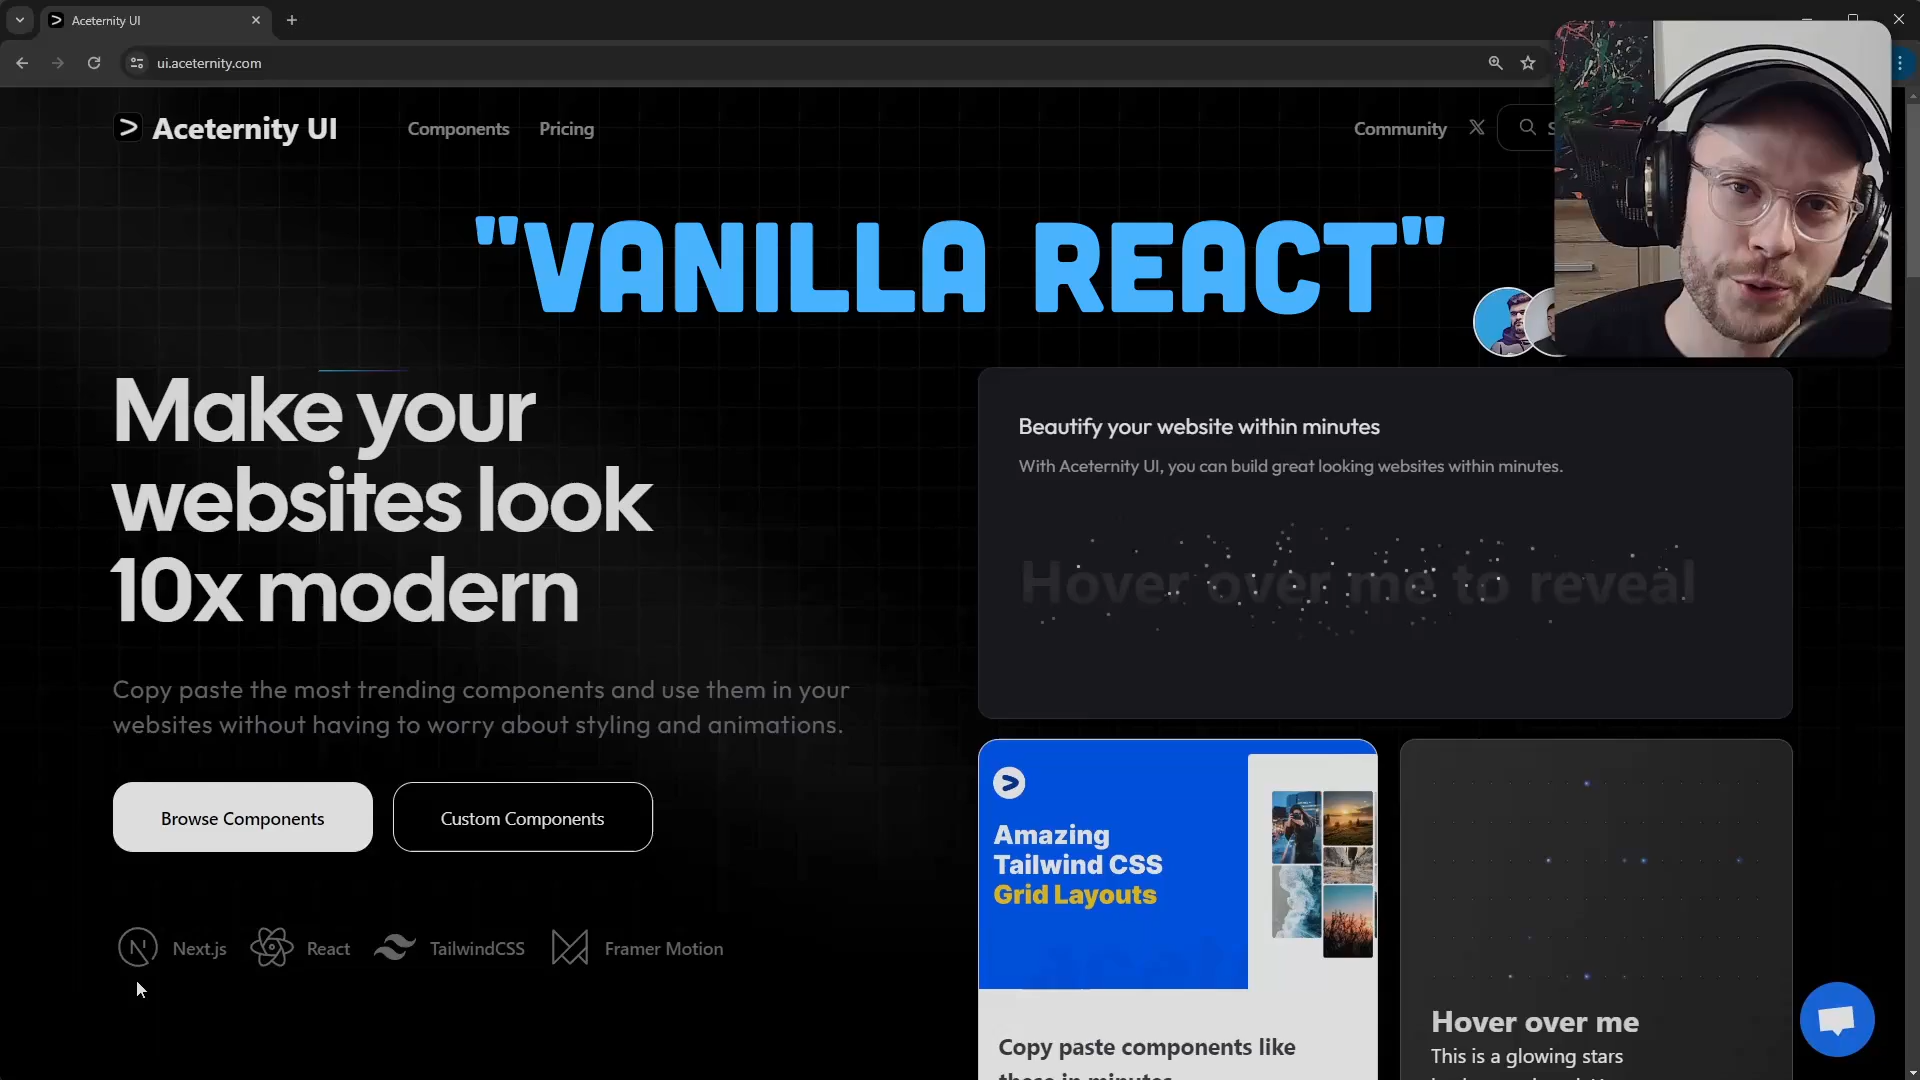 Aceternity UI
ui.aceternity.com
Aceternity UI
Components
Pricing
Community
"VANILLA REACT"
Make your
websites look
10x modern
Copy paste the most trending components and use them in your
websites without having to worry about styling and animations.
Browse Components
Custom Components
Next.js
React
TailwindCSS
Framer Motion
Beautify your website within minutes
With Aceternity UI, you can build great looking websites within minutes.
Hover over me to reveal
Amazing
Tailwind CSS
Grid Layouts
Copy paste components like
these in minutes
Hover over me
This is a glowing stars